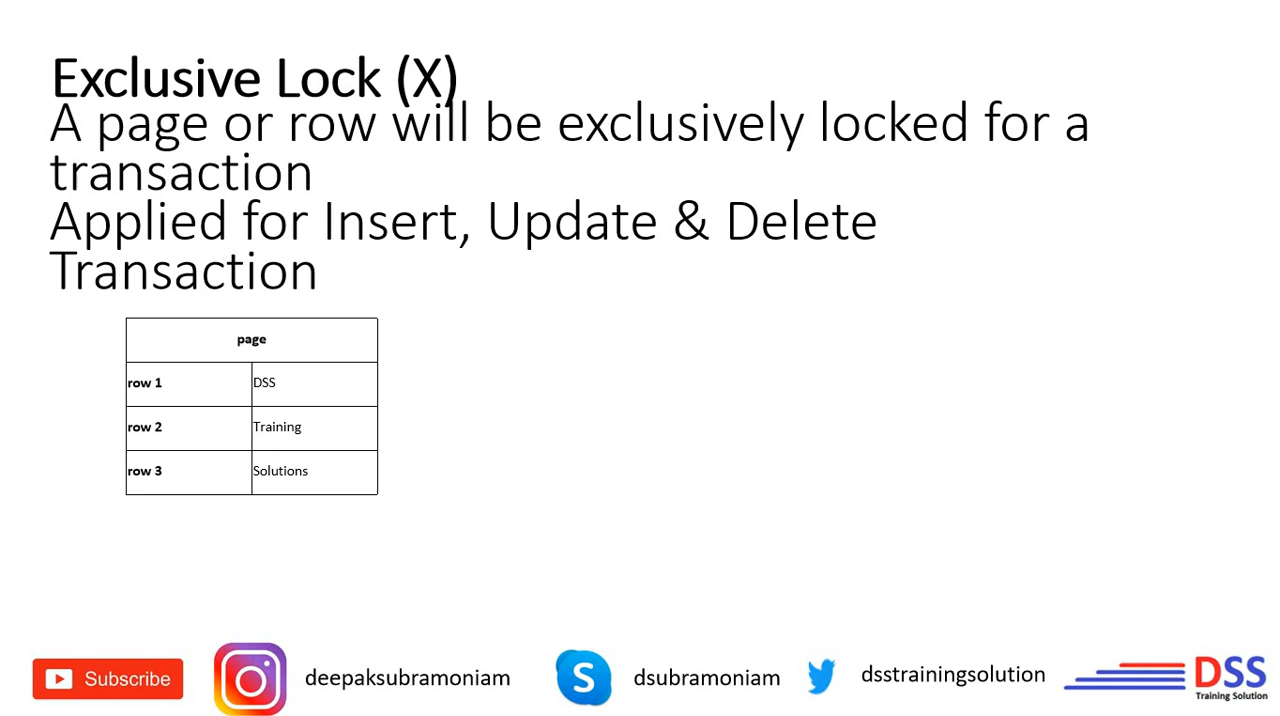 Exclusive Lock (X)
A page or row will be exclusively locked for a
transaction
Applied for Insert, Update & Delete
Transaction
page
row 1 DSS
row 2 Training
row 3 Solutions
Subscribe
deepaksubramoniam
S
dsubramoniam
dsstrainingsolution
DSS
Training Solution